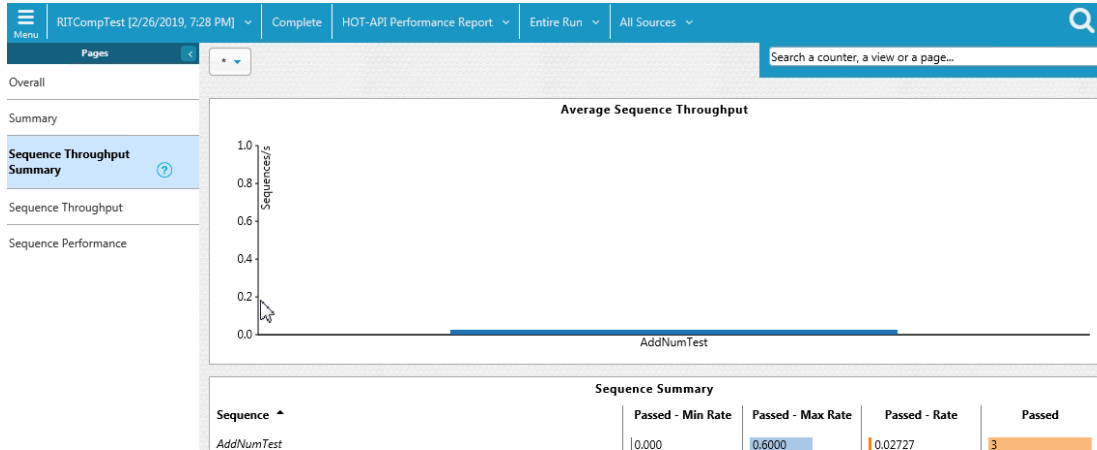 Menu
RITCompTest [2/26/2019, 7:28 PM]
Complete
HOT-API Performance Report
Entire Run
All Sources
Pages
*
Search a counter, a view or a page...
Overall
Summary
Sequence Throughput
Summary
?
Sequence Throughput
Sequence Performance
Average Sequence Throughput
Sequences/s
1.0
0.8
0.6
0.4
0.2
0.0
AddNumTest
Sequence Summary
Sequence Passed - Min Rate Passed - Max Rate Passed - Rate Passed
AddNumTest 0.000 0.6000 0.02727 3